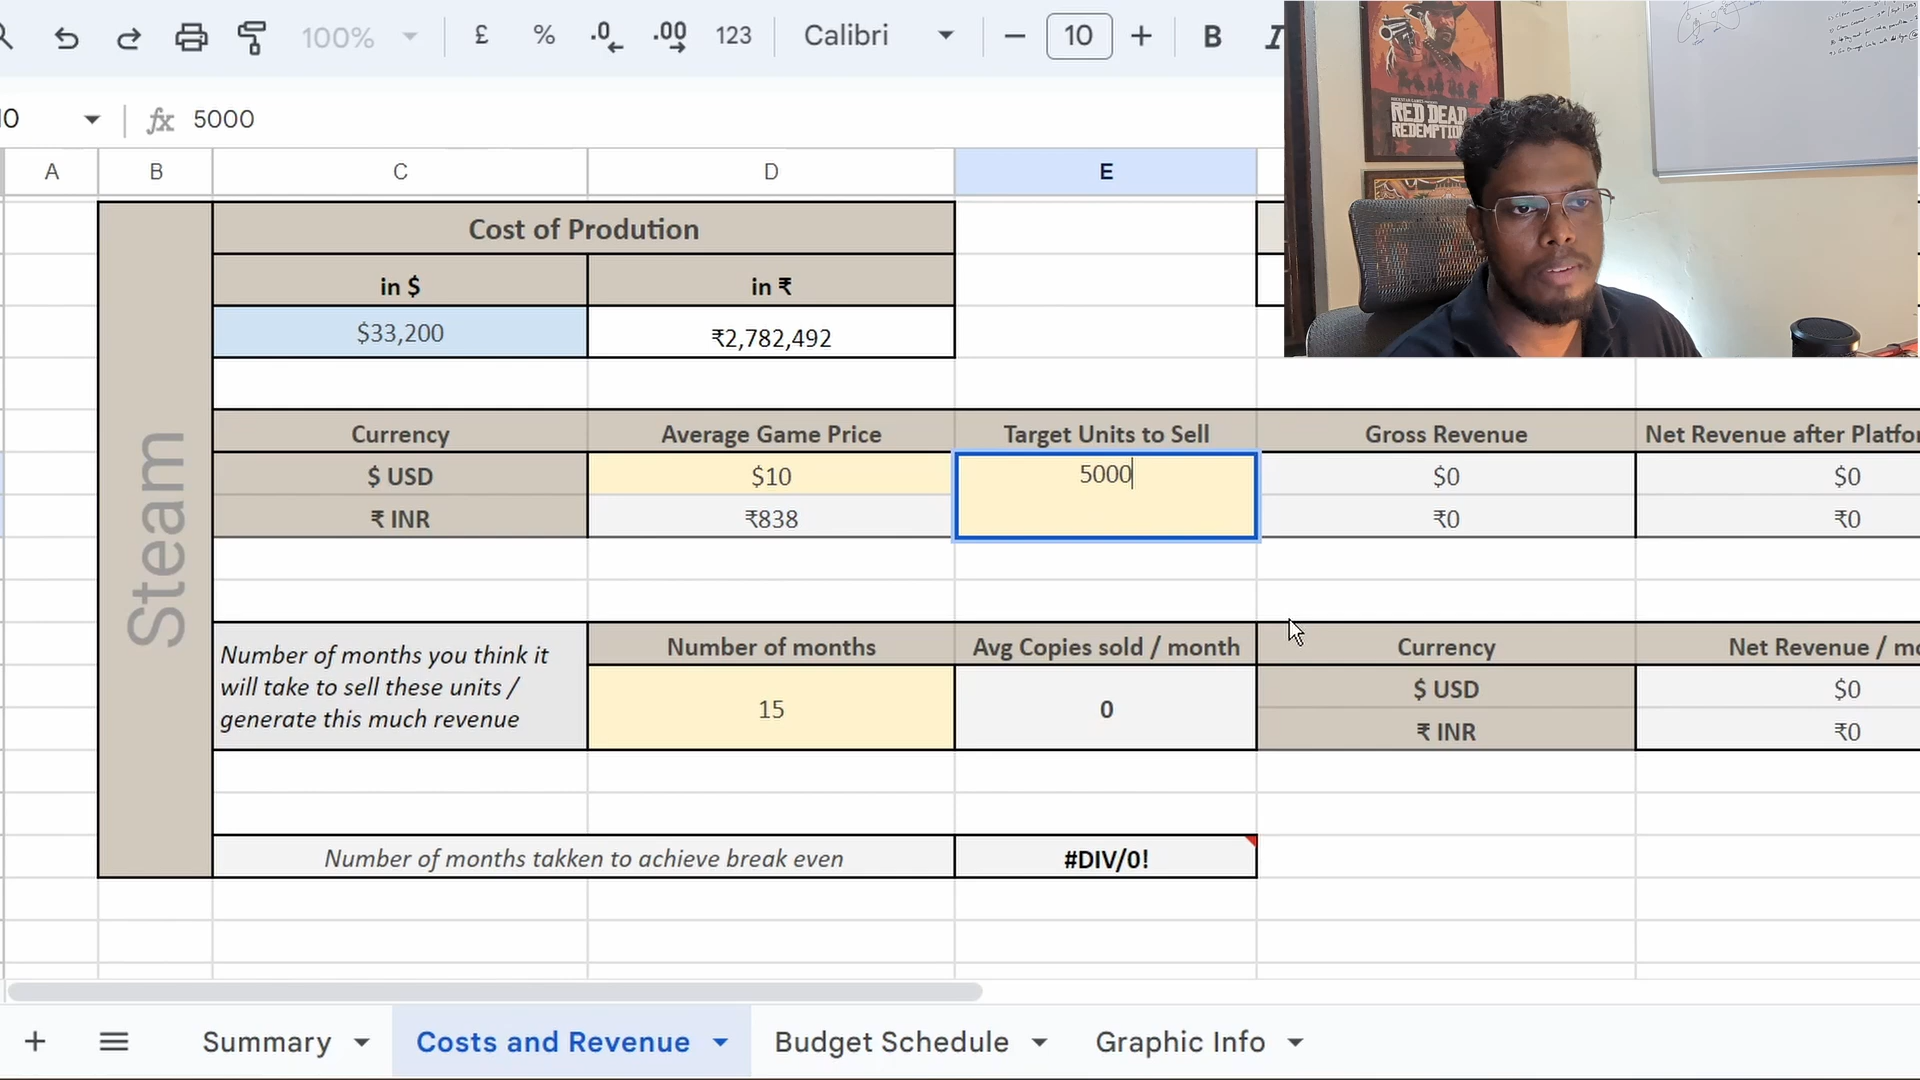 100%
£
%
.0
.00
123
Calibri
10
B
I
fx
5000
A
B
C
D
E
RED DEAD
REDEMPTION
Steam
Cost of Prodution
in $
in ₹
$33,200
₹2,782,492
Currency
Average Game Price
Target Units to Sell
Gross Revenue
Net Revenue after Platfor
$ USD
$10
5000
$0
$0
₹ INR
₹838
₹0
₹0
Number of months you think it
will take to sell these units /
generate this much revenue
Number of months
Avg Copies sold / month
Currency
Net Revenue / mo
15
0
$ USD
$0
₹ INR
₹0
Number of months takken to achieve break even
#DIV/0!
Summary
Costs and Revenue
Budget Schedule
Graphic Info